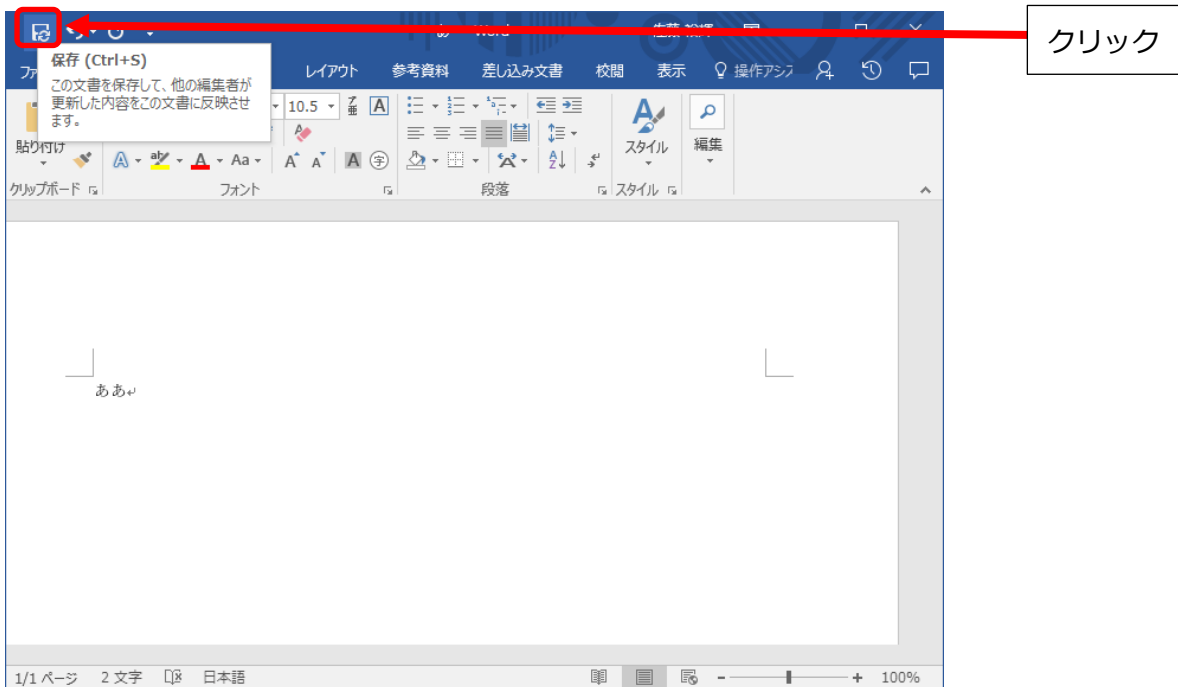 クリック
保存 (Ctrl+S)
この文書を保存して、他の編集者が
更新した内容をこの文書に反映させ
ます。
レイアウト 参考資料 差し込み文書 校閲 表示 操作アシス
10.5
貼り付け
Aa
スタイル
編集
クリップボード フォント 段落 スタイル
ああ
1/1 ページ 2 文字 日本語 100%